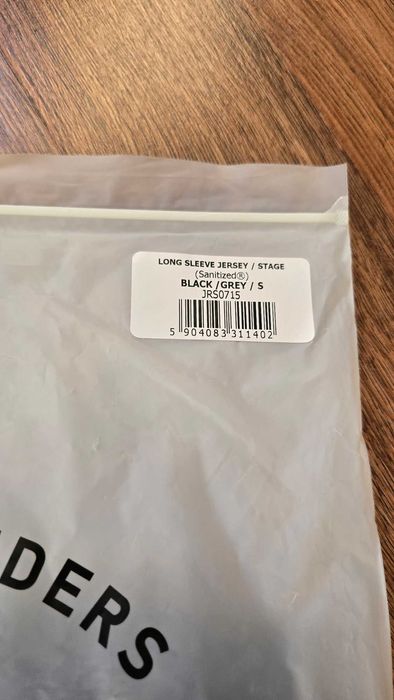 LONG SLEEVE JERSEY / STAGE
(Sanitized®)
BLACK /GREY / S
JRS0715
5 904083 311402
DERS